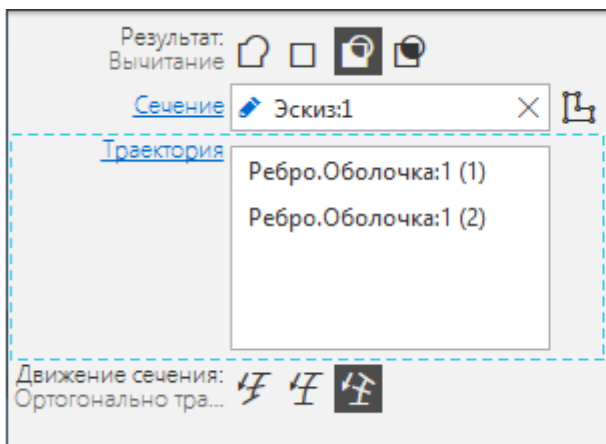 Результат:
Вычитание
Сечение
Эскиз:1
Траектория
Ребро.Оболочка:1 (1)
Ребро.Оболочка:1 (2)
Движение сечения:
Ортогонально тра...